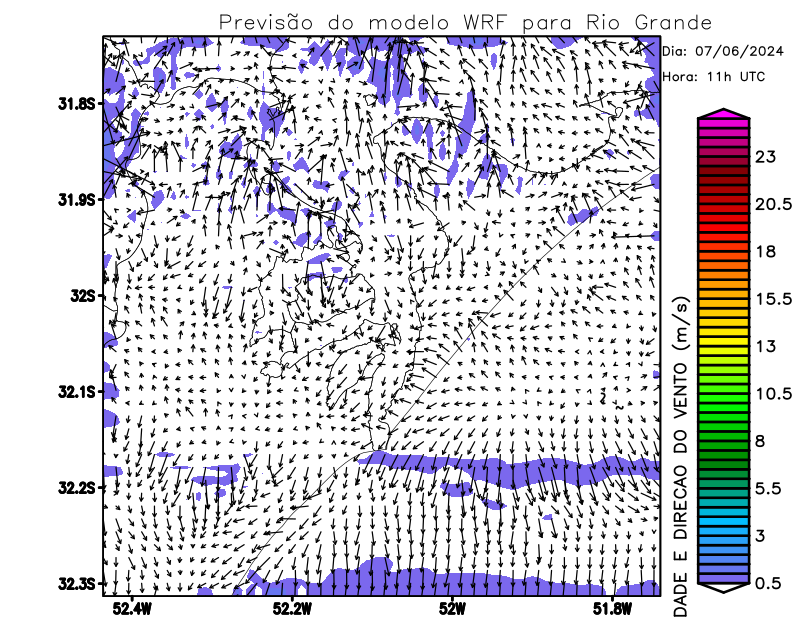 Previsão do modelo WRF para Rio Grande
Dia: 07/06/2024
Hora: 11h UTC
31.8S
31.9S
32S
32.1S
32.2S
32.3S
52.4W
52.2W
52W
51.8W
DADE E DIRECAO DO VENTO (m/s)
23
20.5
18
15.5
13
10.5
8
5.5
3
0.5